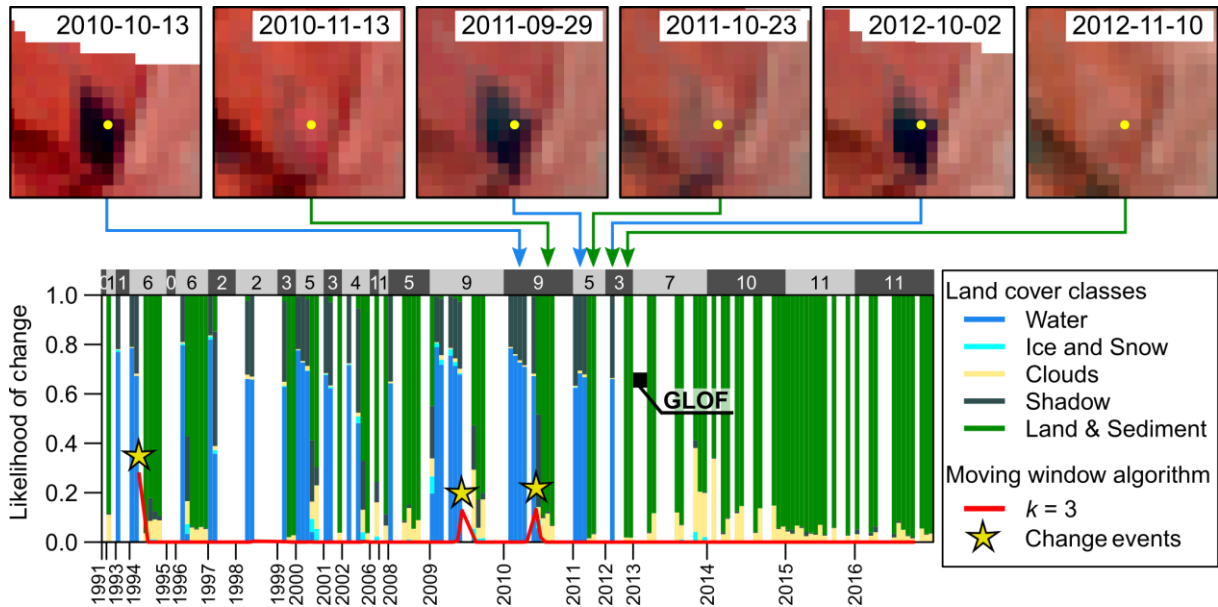 2010-10-13
2010-11-13
2011-09-29
2011-10-23
2012-10-02
2012-11-10
0 1 1 6 0 6 2 2 3 5 3 4 1 1 5 9 9 5 3 7 10 11 11
Likelihood of change
1.0
0.8
0.6
0.4
0.2
0.0
GLOF
1991 1993 1994 1995 1996 1997 1998 1999 2000 2001 2002 2006 2008 2009 2010 2011 2012 2013 2014 2015 2016
Land cover classes
Water
Ice and Snow
Clouds
Shadow
Land & Sediment
Moving window algorithm
k = 3
Change events